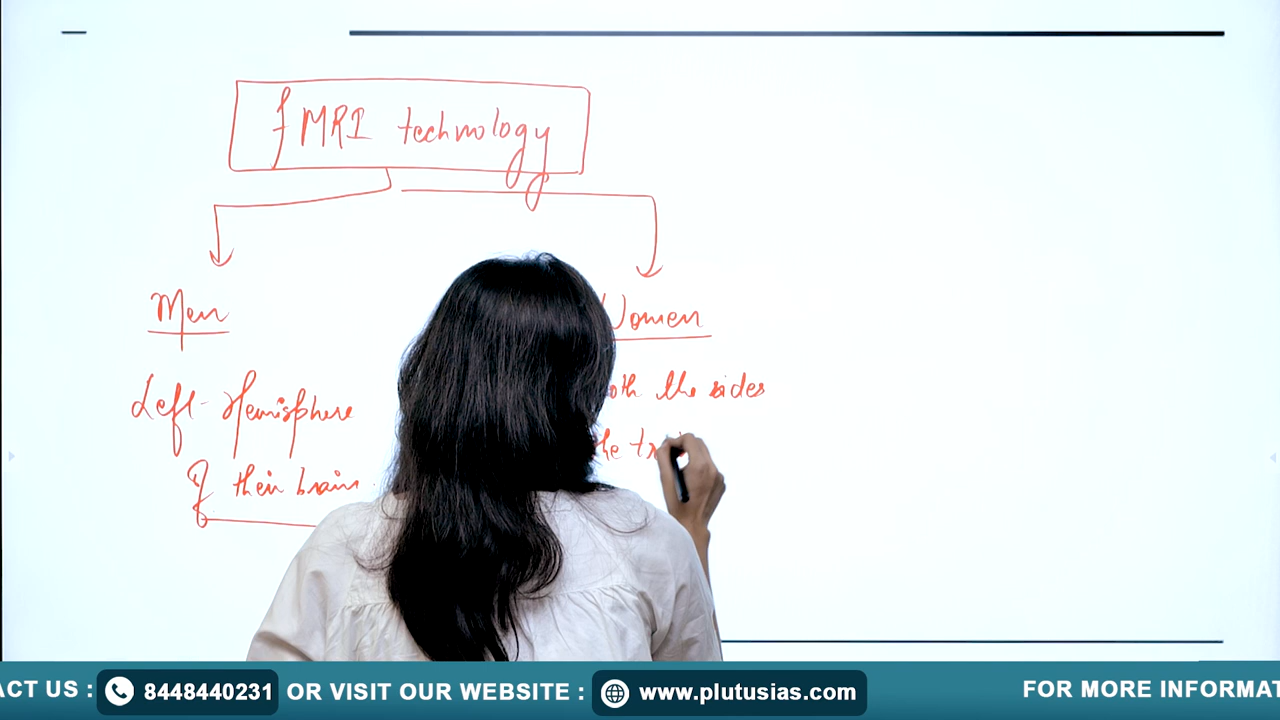 fMRI technology
Men
Women
Left-Hemisphere
oth the sides
of their brain
he
ACT US : 8448440231 OR VISIT OUR WEBSITE : www.plutusias.com FOR MORE INFORMAT